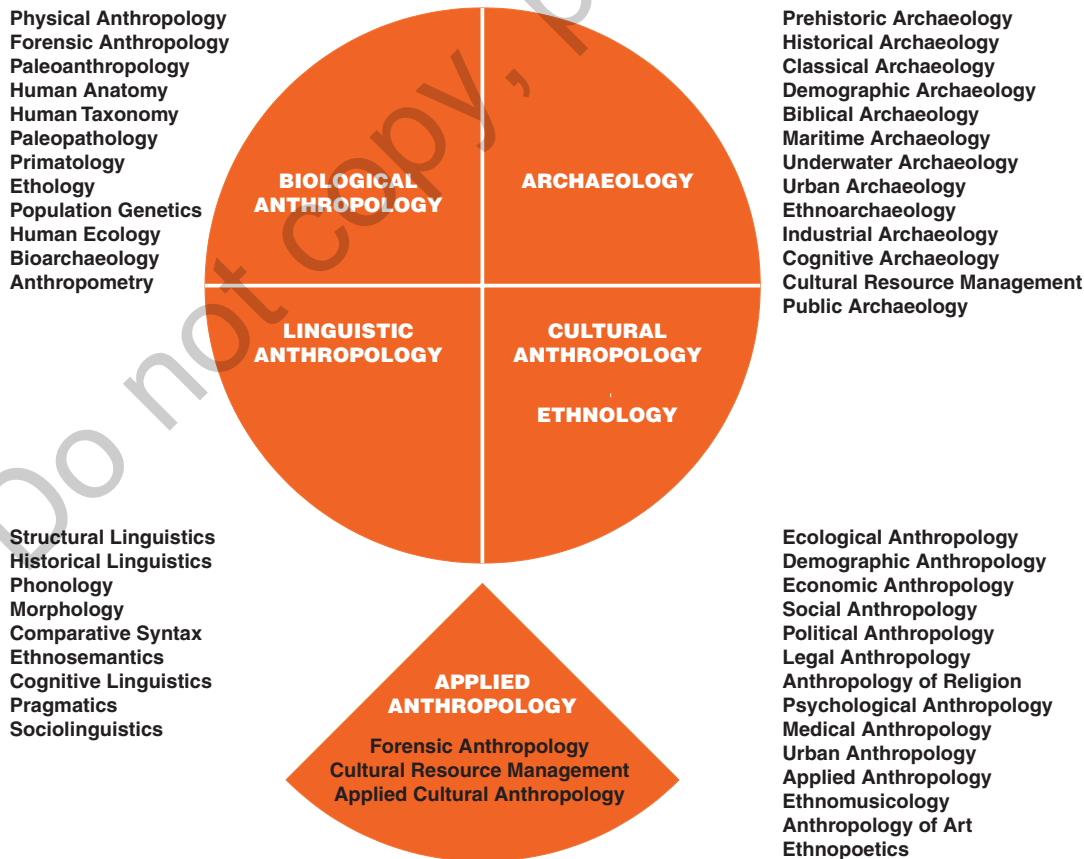 Physical Anthropology
Forensic Anthropology
Paleoanthropology
Human Anatomy
Human Taxonomy
Paleopathology
Primatology
Ethology
Population Genetics
Human Ecology
Bioarchaeology
Anthropometry
BIOLOGICAL
ANTHROPOLOGY
ARCHAEOLOGY
Prehistoric Archaeology
Historical Archaeology
Classical Archaeology
Demographic Archaeology
Biblical Archaeology
Maritime Archaeology
Underwater Archaeology
Urban Archaeology
Ethnoarchaeology
Industrial Archaeology
Cognitive Archaeology
Cultural Resource Management
Public Archaeology
LINGUISTIC
ANTHROPOLOGY
CULTURAL
ANTHROPOLOGY
ETHNOLOGY
Structural Linguistics
Historical Linguistics
Phonology
Morphology
Comparative Syntax
Ethnosemantics
Cognitive Linguistics
Pragmatics
Sociolinguistics
APPLIED
ANTHROPOLOGY
Forensic Anthropology
Cultural Resource Management
Applied Cultural Anthropology
Ecological Anthropology
Demographic Anthropology
Economic Anthropology
Social Anthropology
Political Anthropology
Legal Anthropology
Anthropology of Religion
Psychological Anthropology
Medical Anthropology
Urban Anthropology
Applied Anthropology
Ethnomusicology
Anthropology of Art
Ethnopoetics
Do not copy,